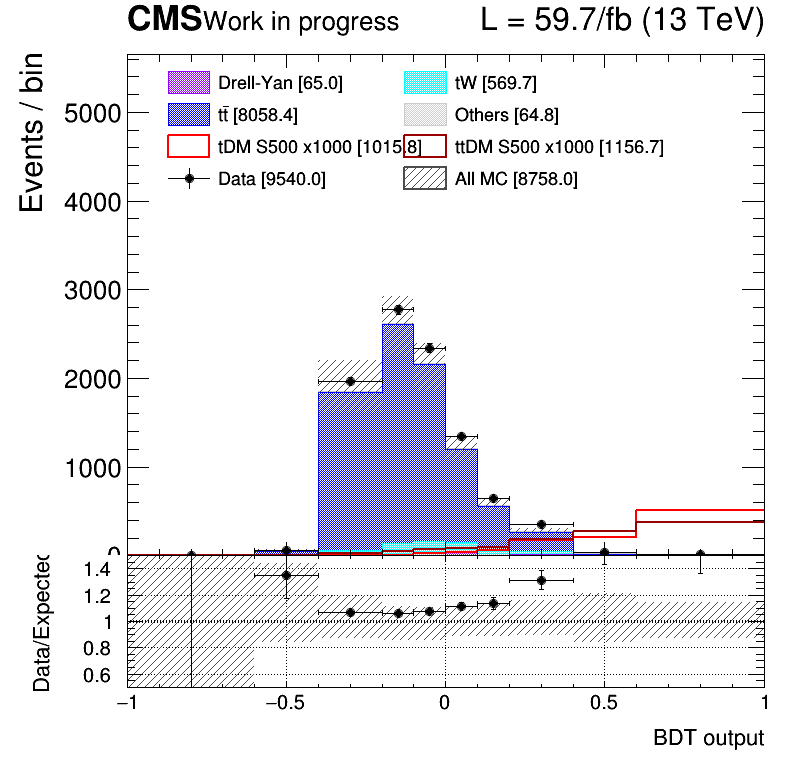 CMS Work in progress L = 59.7/fb (13 TeV)
Events / bin
5000
4000
3000
2000
1000
0
Drell-Yan [65.0] tW [569.7]
tt̄ [8058.4] Others [64.8]
tDM S500 x1000 [1015.8] ttDM S500 x1000 [1156.7]
Data [9540.0] All MC [8758.0]
Data/Expected
1.4
1.2
1
0.8
0.6
−1 −0.5 0 0.5 1
BDT output